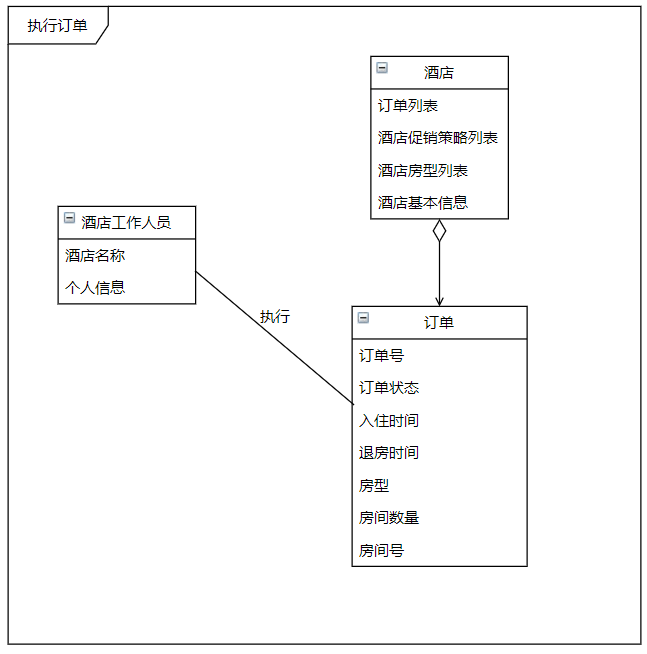 执行订单
酒店
订单列表
酒店促销策略列表
酒店房型列表
酒店基本信息
酒店工作人员
酒店名称
个人信息
执行
订单
订单号
订单状态
入住时间
退房时间
房型
房间数量
房间号